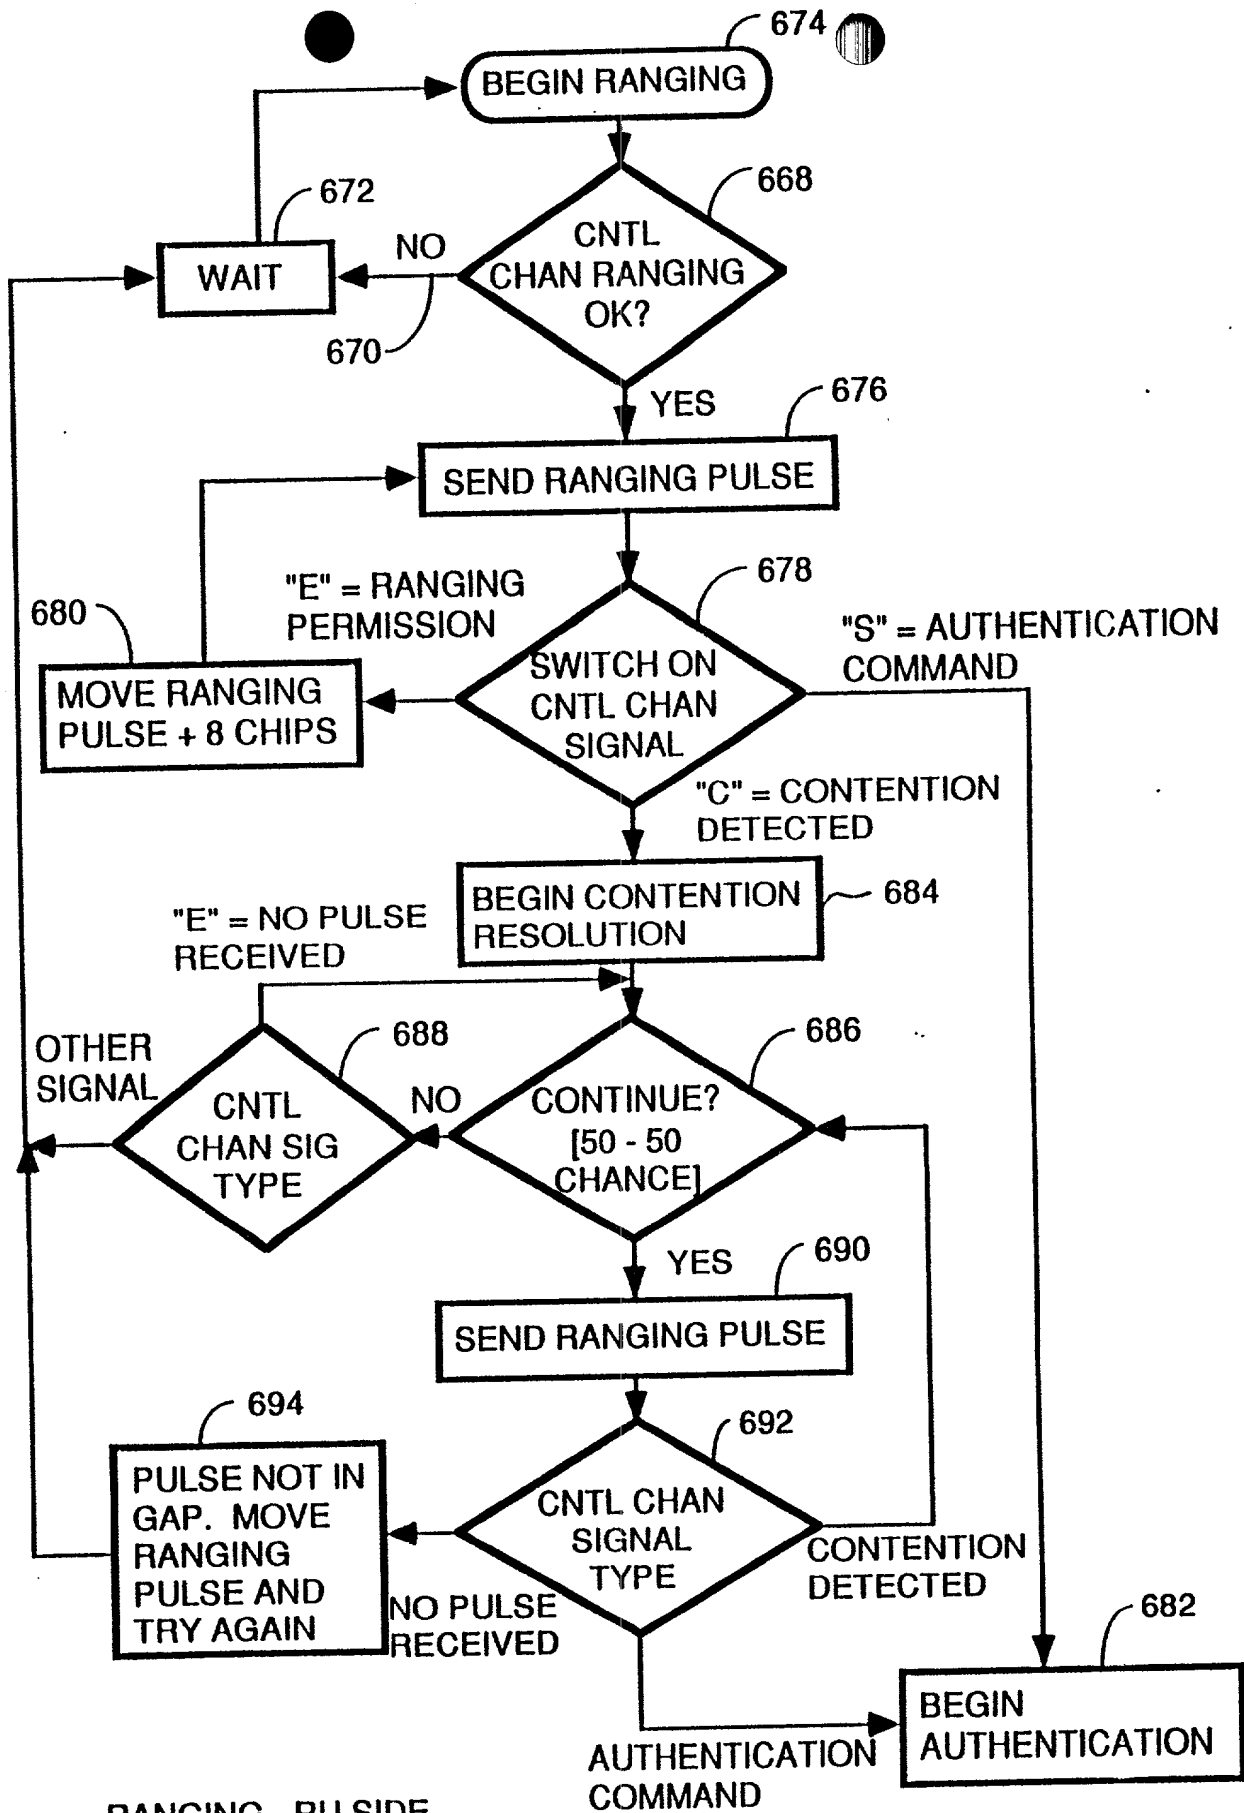 674
BEGIN RANGING
672
668
NO
CNTL
CHAN RANGING
OK?
WAIT
670
YES
676
SEND RANGING PULSE
"E" = RANGING
PERMISSION
678
680
"S" = AUTHENTICATION
COMMAND
MOVE RANGING
PULSE + 8 CHIPS
SWITCH ON
CNTL CHAN
SIGNAL
"C" = CONTENTION
DETECTED
BEGIN CONTENTION
RESOLUTION
684
"E" = NO PULSE
RECEIVED
OTHER
SIGNAL
688
686
CNTL
CHAN SIG
TYPE
NO
CONTINUE?
[50 - 50
CHANCE]
YES
690
SEND RANGING PULSE
694
692
PULSE NOT IN
GAP. MOVE
RANGING
PULSE AND
TRY AGAIN
CNTL CHAN
SIGNAL
TYPE
CONTENTION
DETECTED
NO PULSE
RECEIVED
682
BEGIN
AUTHENTICATION
AUTHENTICATION
COMMAND
RANGING - RU SIDE